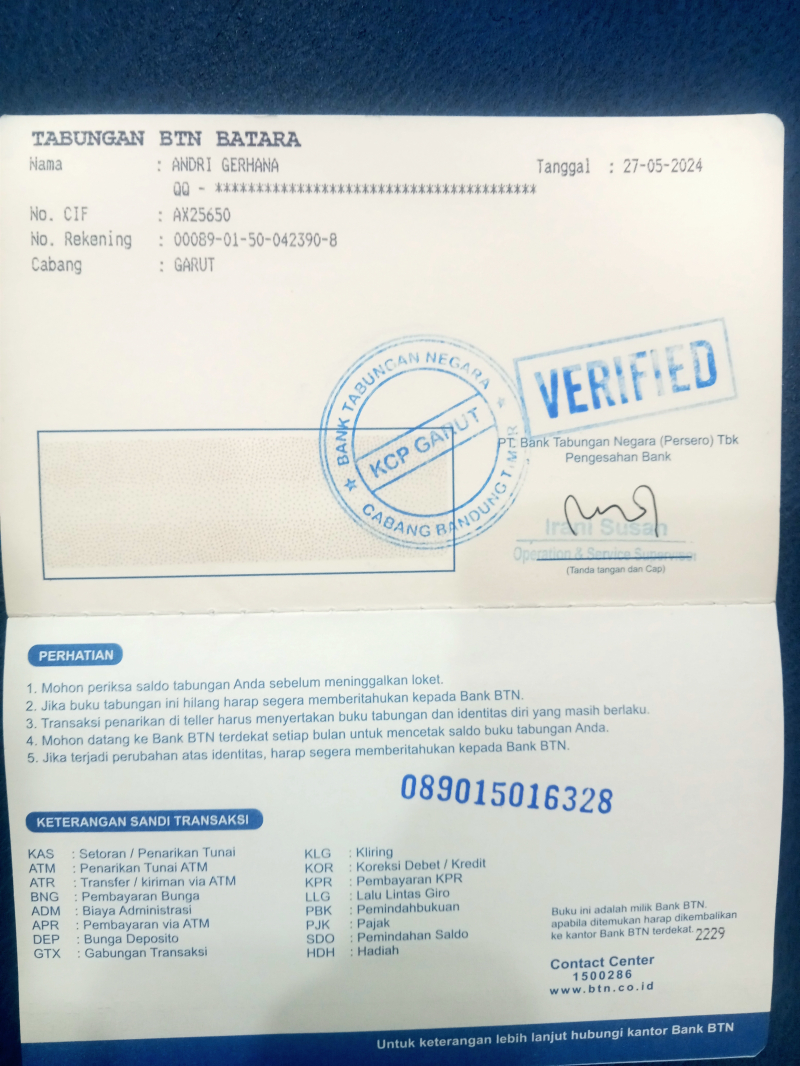 TABUNGAN BTN BATARA
Nama : ANDRI GERHANA
Tanggal : 27-05-2024
QQ - ***************************************
No. CIF : AX25650
No. Rekening : 00089-01-50-042390-8
Cabang : GARUT
BANK TABUNGAN NEGARA
KCP GARUT
CABANG BANDUNG TIMUR
VERIFIED
PT. Bank Tabungan Negara (Persero) Tbk
Pengesahan Bank
Irani Susan
Operation & Service Supervisor
(Tanda tangan dan Cap)
PERHATIAN
1. Mohon periksa saldo tabungan Anda sebelum meninggalkan loket.
2. Jika buku tabungan ini hilang harap segera memberitahukan kepada Bank BTN.
3. Transaksi penarikan di teller harus menyertakan buku tabungan dan identitas diri yang masih berlaku.
4. Mohon datang ke Bank BTN terdekat setiap bulan untuk mencetak saldo buku tabungan Anda.
5. Jika terjadi perubahan atas identitas, harap segera memberitahukan kepada Bank BTN.
089015016328
KETERANGAN SANDI TRANSAKSI
KAS : Setoran / Penarikan Tunai
ATM : Penarikan Tunai ATM
ATR : Transfer / kiriman via ATM
BNG : Pembayaran Bunga
ADM : Biaya Administrasi
APR : Pembayaran via ATM
DEP : Bunga Deposito
GTX : Gabungan Transaksi
KLG : Kliring
KOR : Koreksi Debet / Kredit
KPR : Pembayaran KPR
LLG : Lalu Lintas Giro
PBK : Pemindahbukuan
PJK : Pajak
SDO : Pemindahan Saldo
HDH : Hadiah
Buku ini adalah milik Bank BTN.
apabila ditemukan harap dikembalikan
ke kantor Bank BTN terdekat. 2229
Contact Center
1500286
www.btn.co.id
Untuk keterangan lebih lanjut hubungi kantor Bank BTN